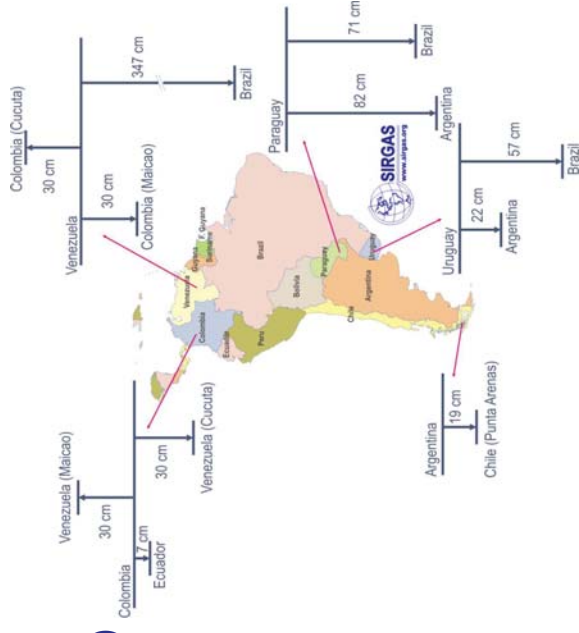 Venezuela (Maicao)
30 cm
Colombia
7 cm
Ecuador
30 cm
Venezuela (Cucuta)
Colombia (Cucuta)
30 cm
Venezuela
30 cm
Colombia (Maicao)
347 cm
Brazil
Venezuela
Guyana
Suriname
F. Guyana
Colombia
Ecuador
Peru
Brazil
Bolivia
Paraguay
Chile
Argentina
Uruguay
Paraguay
82 cm
Argentina
71 cm
Brazil
SIRGAS
www.sirgas.org
Argentina
19 cm
Chile (Punta Arenas)
Uruguay
22 cm
Argentina
57 cm
Brazil